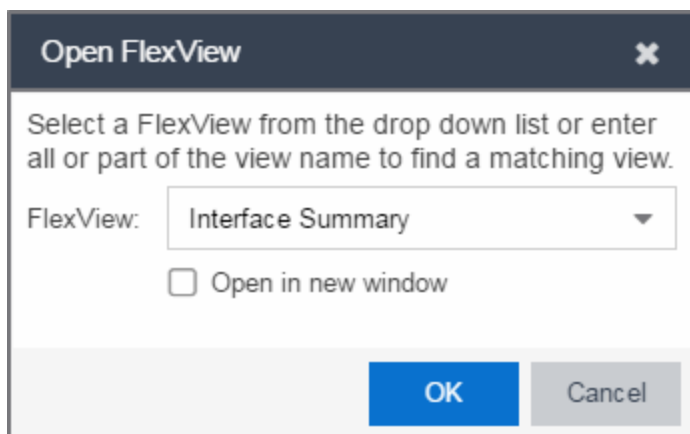 Open FlexView
Select a FlexView from the drop down list or enter
all or part of the view name to find a matching view.
FlexView: Interface Summary
Open in new window
OK Cancel